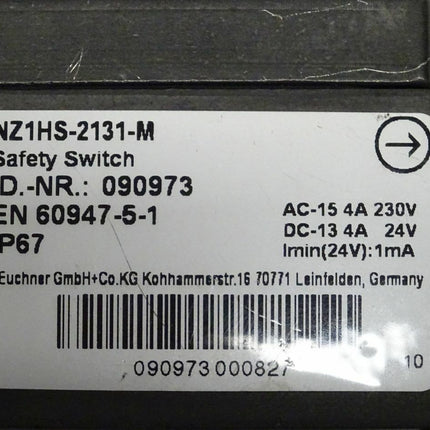 NZ1HS-2131-M
Safety Switch
D.-NR.: 090973
EN 60947-5-1
IP67
AC-15 4A 230V
DC-13 4A 24V
Imin(24V):1mA
Euchner GmbH+Co.KG Kohhammerstr.16 70771 Leinfelden, Germany
090973 000827
10